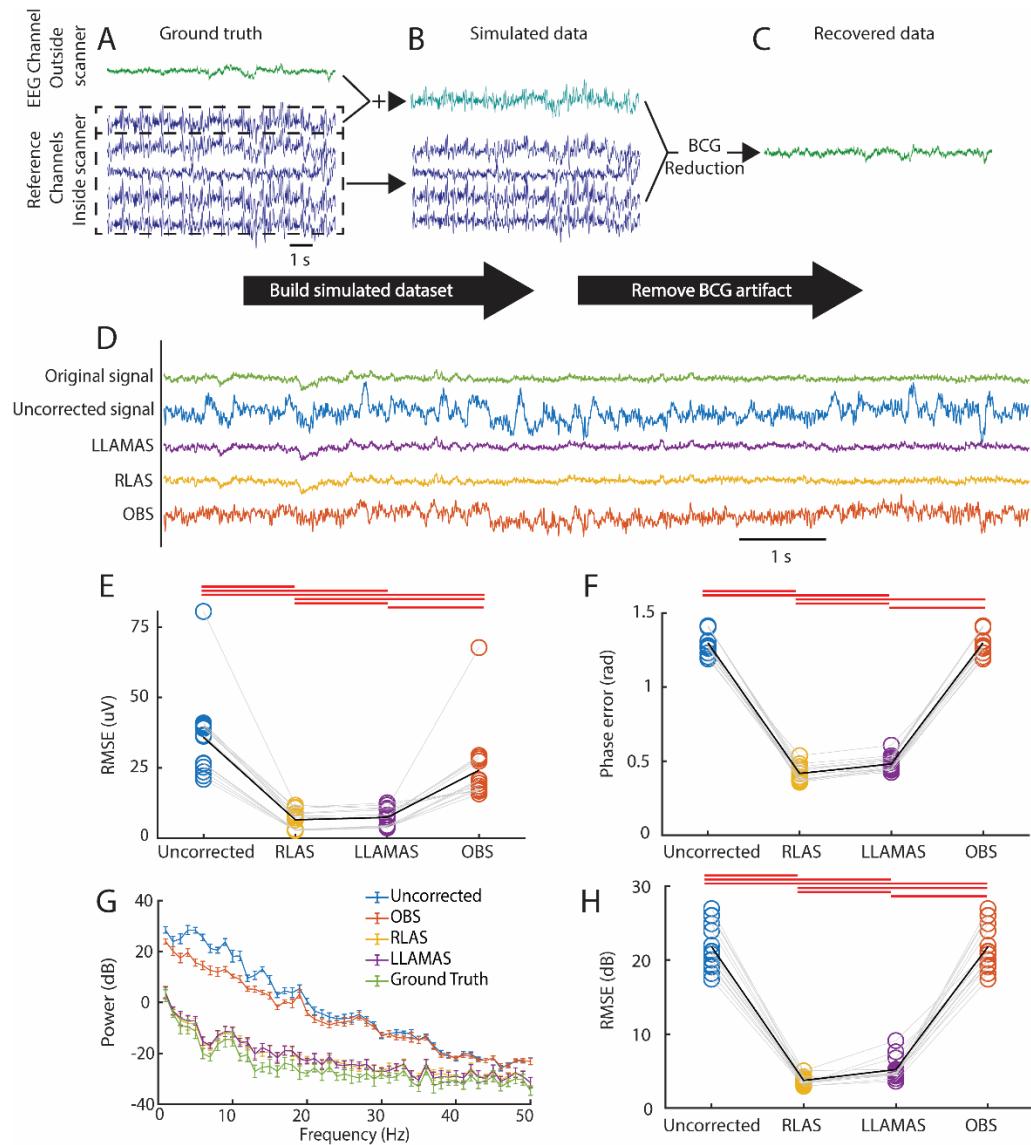 A
Ground truth
B
Simulated data
C
Recovered data
EEG Channel
Outside
scanner
Reference
Channels
Inside scanner
+
BCG
Reduction
1 s
Build simulated dataset
Remove BCG artifact
D
Original signal
Uncorrected signal
LLAMAS
RLAS
OBS
1 s
E
RMSE (uV)
75
50
25
0
Uncorrected
RLAS
LLAMAS
OBS
F
Phase error (rad)
1.5
1
0.5
0
Uncorrected
RLAS
LLAMAS
OBS
G
Power (dB)
40
20
0
-20
-40
0
10
20
30
40
50
Frequency (Hz)
Uncorrected
OBS
RLAS
LLAMAS
Ground Truth
H
RMSE (dB)
30
20
10
0
Uncorrected
RLAS
LLAMAS
OBS